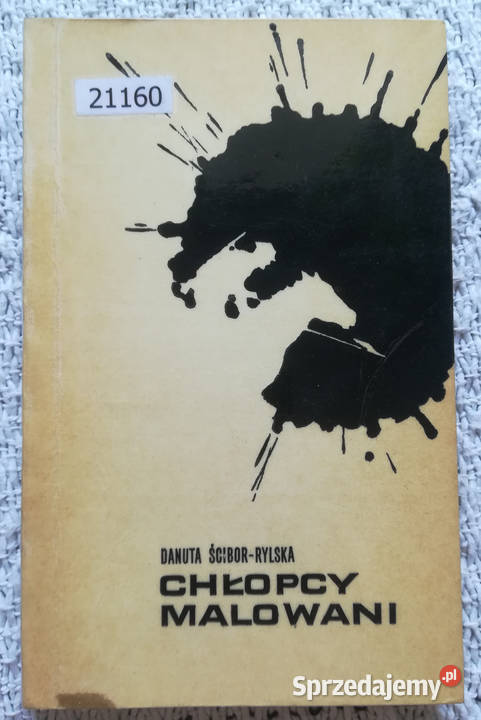 21160
DANUTA ŚCIBOR-RYLSKA
CHŁOPCY
MALOWANI
Sprzedajemy.pl